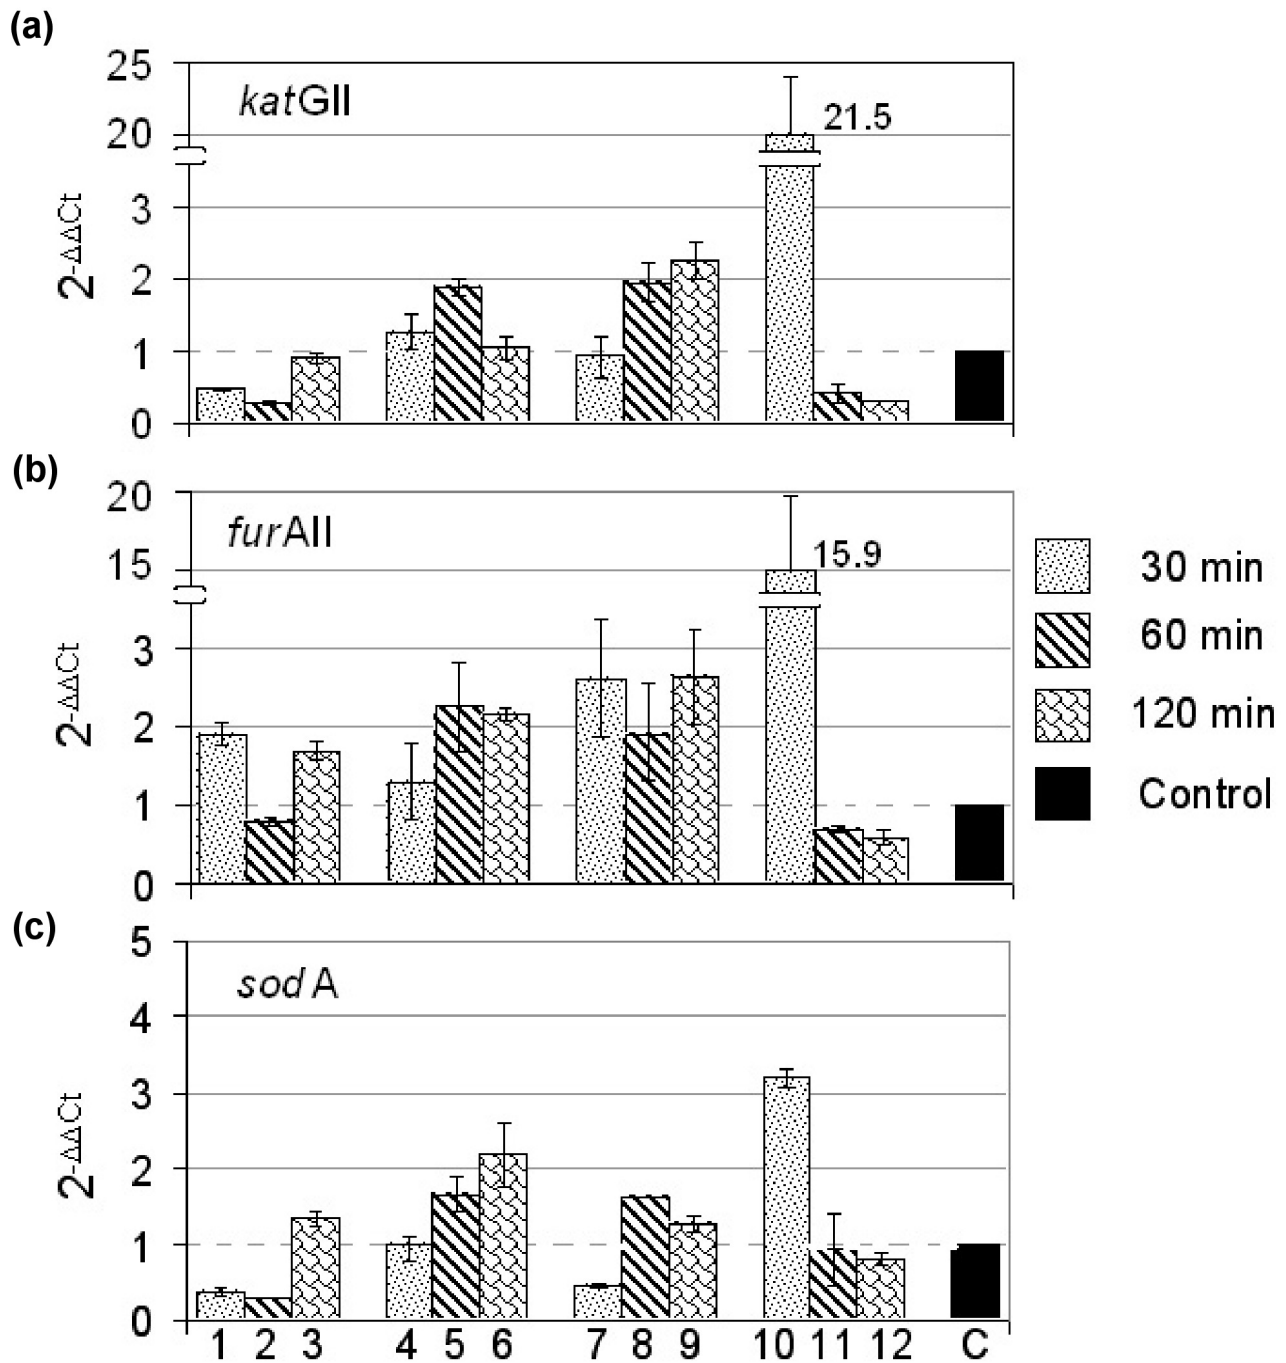 (a)
25
katGII
20
21.5
3
2
1
0
2-ΔΔCt
(b)
20
furAII
15
15.9
3
2
1
0
2-ΔΔCt
30 min
60 min
120 min
Control
(c)
5
sod A
4
3
2
1
0
2-ΔΔCt
1 2 3 4 5 6 7 8 9 10 11 12 C